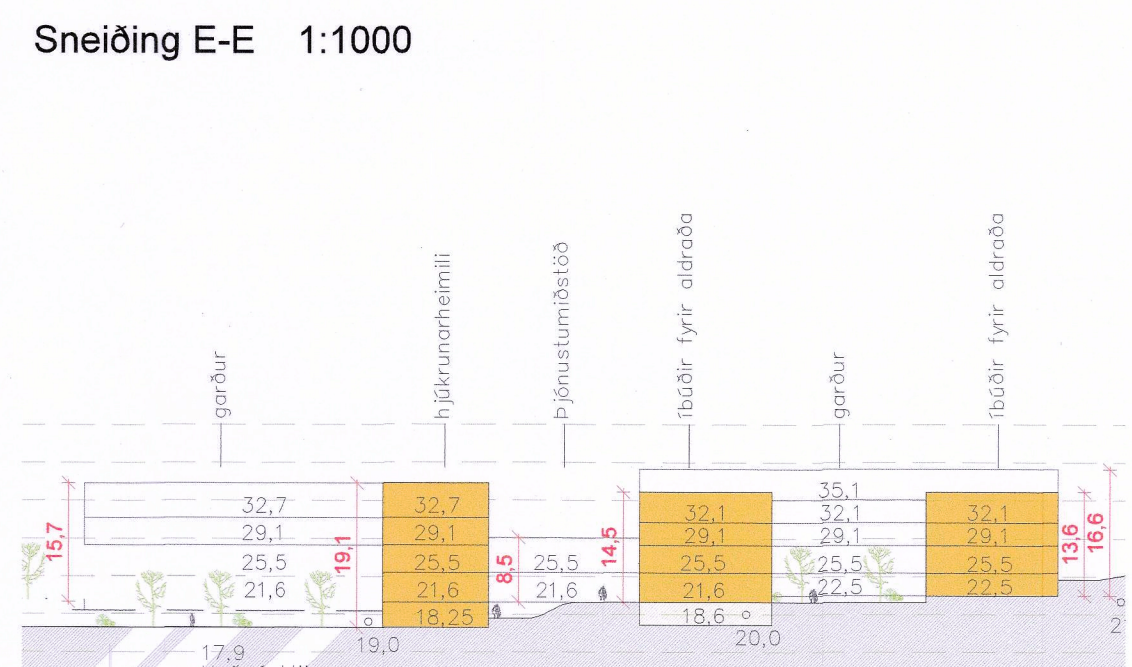 Sneiðing E-E 1:1000
garður
hjúkrunarheimili
Þjónustumiðstöð
íbúðir fyrir aldraða
garður
íbúðir fyrir aldraða
35,1
32,7 32,7 32,1 32,1 32,1
29,1 29,1 29,1 29,1 29,1
25,5 25,5 25,5 25,5 25,5 25,5
21,6 21,6 21,6 21,6 22,5 22,5
18,25 18,6
15,7
19,1
8,5
14,5
13,6
16,6
17,9
19,0
20,0